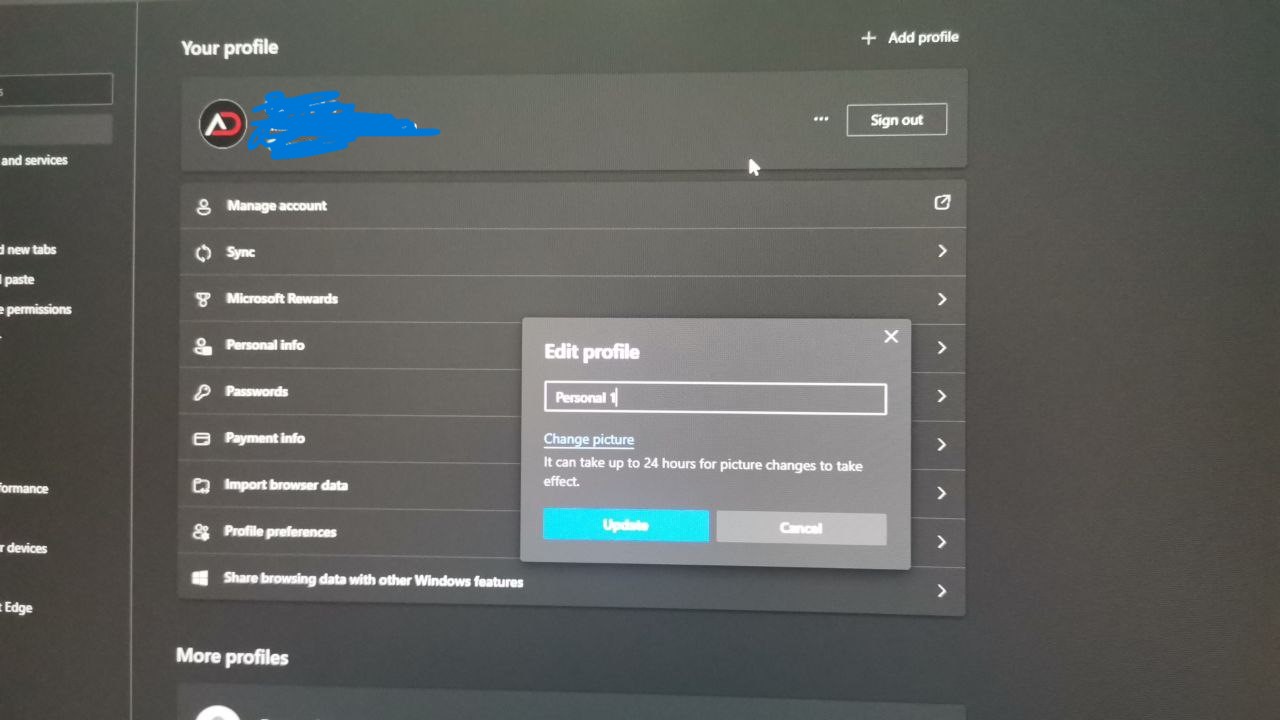 Your profile
Add profile
AD
Sign out
and services
Manage account
Sync
new tabs
paste
Microsoft Rewards
permissions
Personal info
Edit profile
Passwords
Personal 1
Payment info
Change picture
It can take up to 24 hours for picture changes to take
effect.
Import browser data
Profile preferences
Update
Cancel
devices
Share browsing data with other Windows features
Edge
More profiles